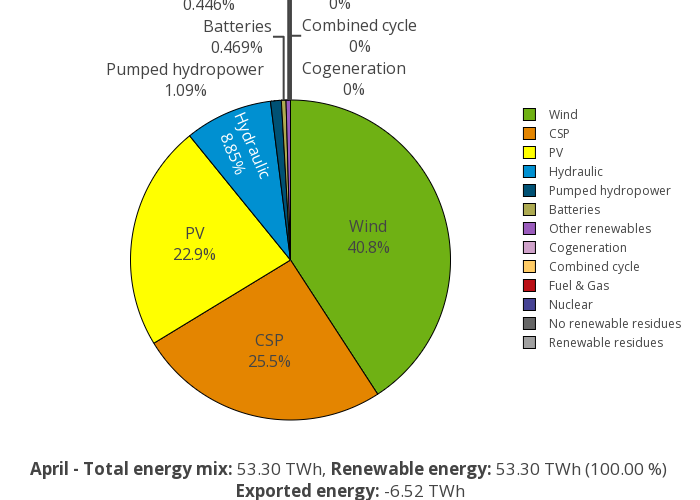 0.446%
0%
Batteries
0.469%
Combined cycle
0%
Pumped hydropower
1.09%
Cogeneration
0%
Hydraulic
8.85%
Wind
40.8%
PV
22.9%
CSP
25.5%
Wind
CSP
PV
Hydraulic
Pumped hydropower
Batteries
Other renewables
Cogeneration
Combined cycle
Fuel & Gas
Nuclear
No renewable residues
Renewable residues
April - Total energy mix: 53.30 TWh, Renewable energy: 53.30 TWh (100.00 %)
Exported energy: -6.52 TWh